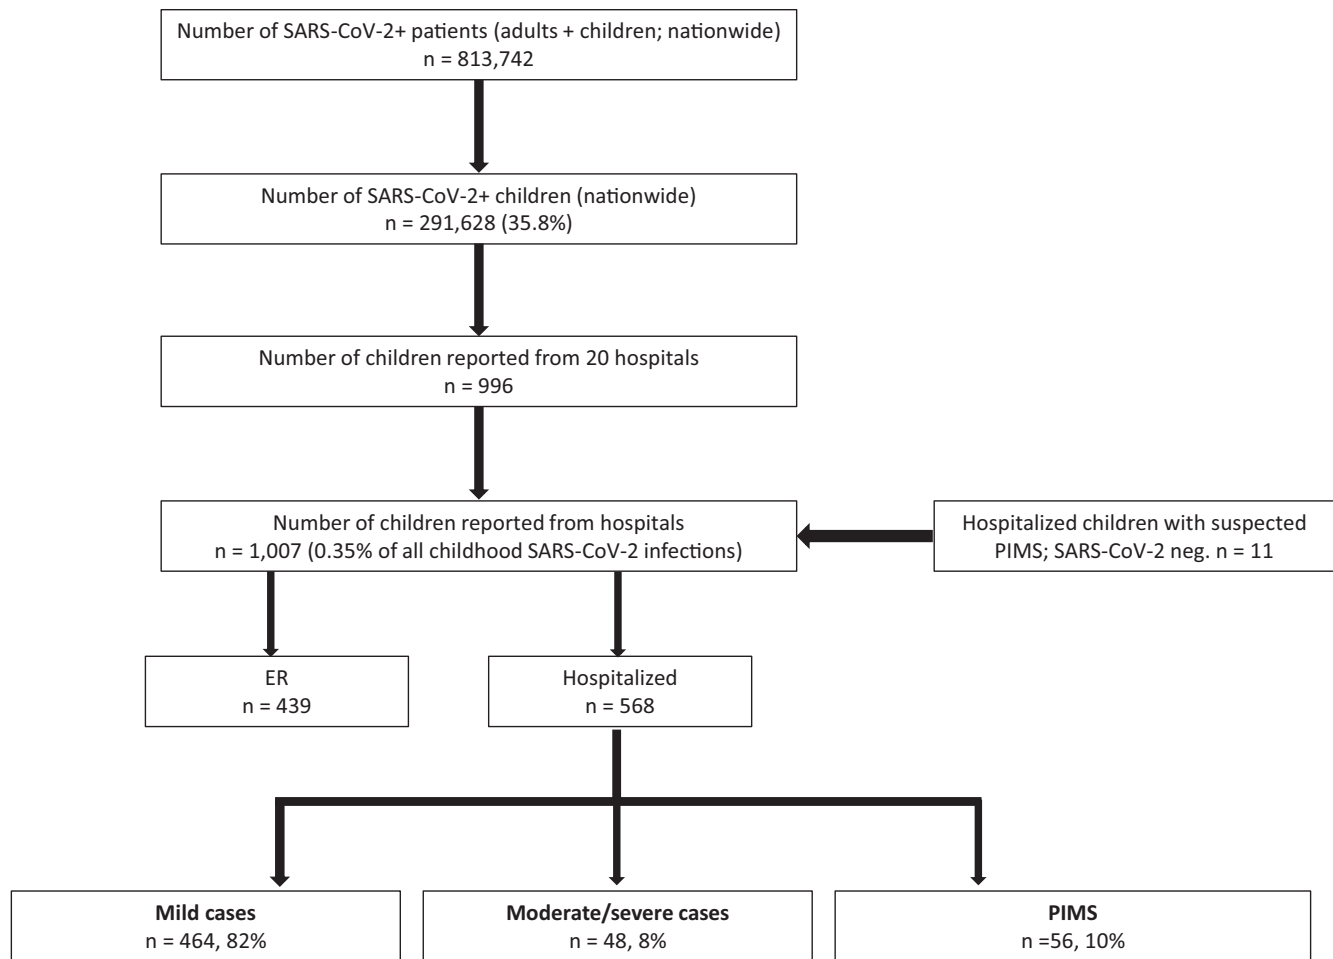 Number of SARS-CoV-2+ patients (adults + children; nationwide)
n = 813,742
Number of SARS-CoV-2+ children (nationwide)
n = 291,628 (35.8%)
Number of children reported from 20 hospitals
n = 996
Number of children reported from hospitals
n = 1,007 (0.35% of all childhood SARS-CoV-2 infections)
Hospitalized children with suspected
PIMS; SARS-CoV-2 neg. n = 11
ER
n = 439
Hospitalized
n = 568
Mild cases
n = 464, 82%
Moderate/severe cases
n = 48, 8%
PIMS
n =56, 10%